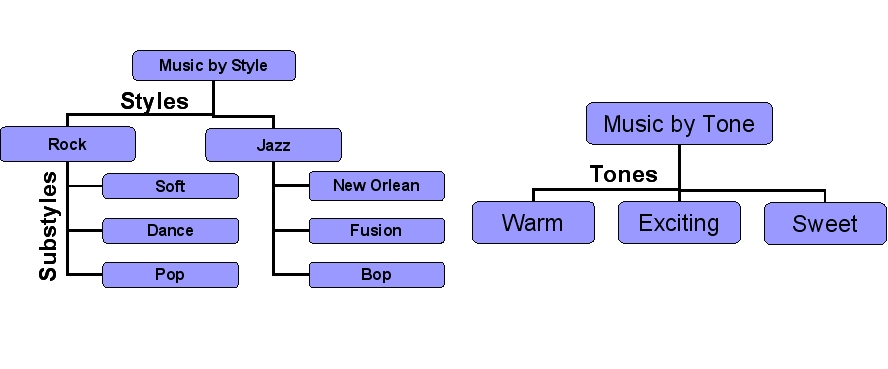 Music by Style
Styles
Rock
Jazz
Substyles
Soft
Dance
Pop
New Orlean
Fusion
Bop
Music by Tone
Tones
Warm
Exciting
Sweet